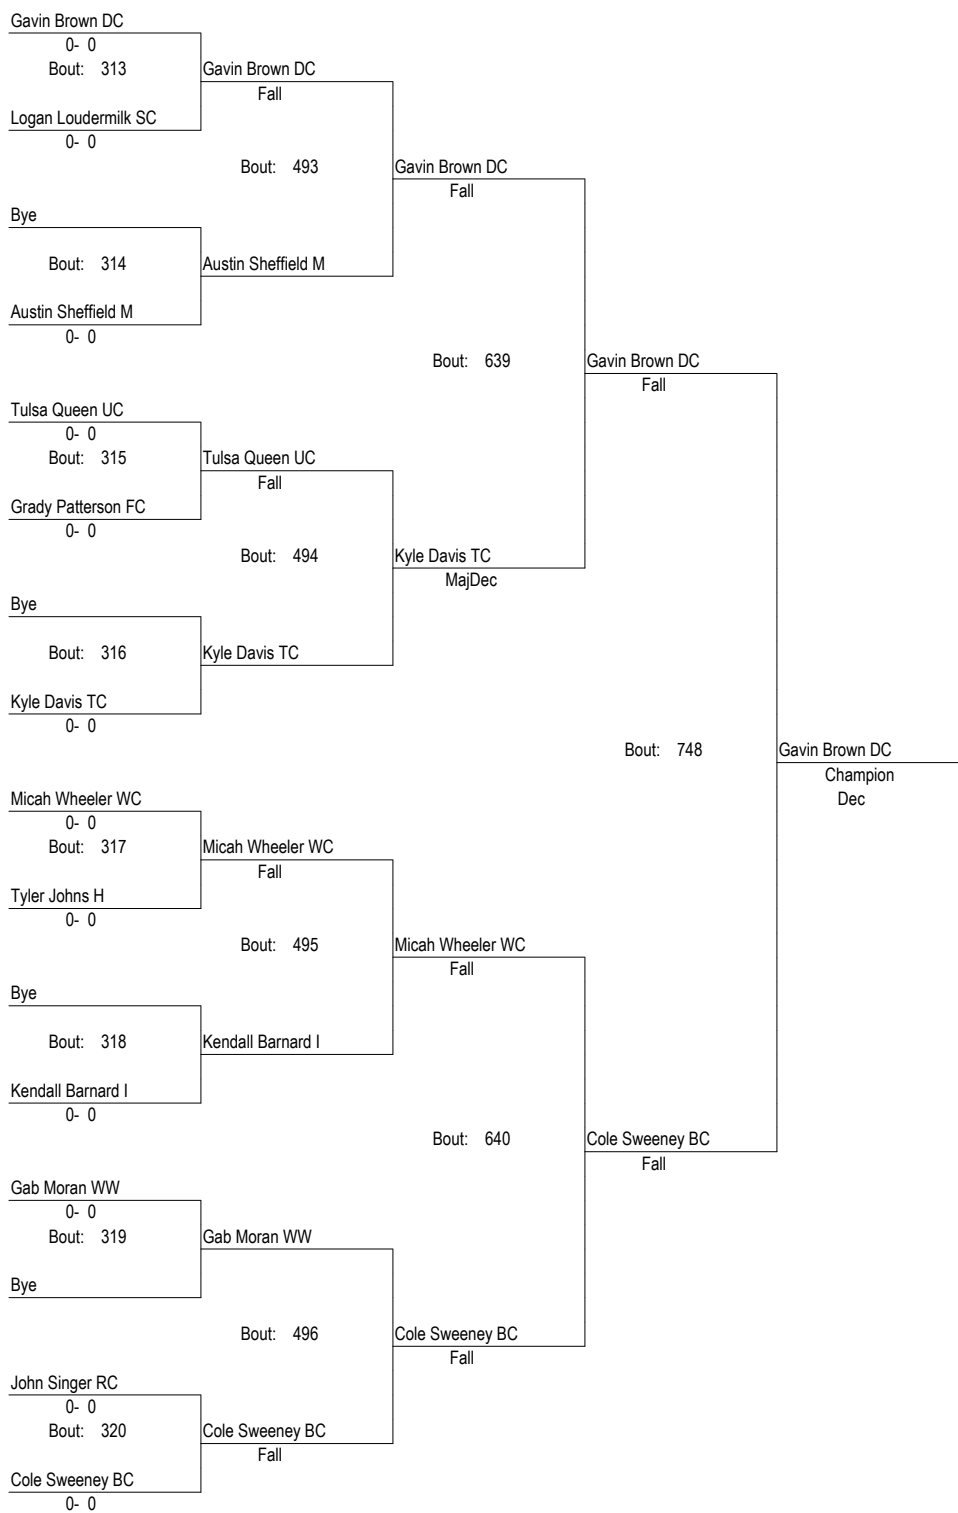 Gavin Brown DC
0- 0
Bout: 313
Gavin Brown DC
Fall
Logan Loudermilk SC
0- 0
Bout: 493
Gavin Brown DC
Fall
Bye
Bout: 314
Austin Sheffield M
Austin Sheffield M
0- 0
Bout: 639
Gavin Brown DC
Fall
Tulsa Queen UC
0- 0
Bout: 315
Tulsa Queen UC
Fall
Grady Patterson FC
0- 0
Bout: 494
Kyle Davis TC
MajDec
Bye
Bout: 316
Kyle Davis TC
Kyle Davis TC
0- 0
Bout: 748
Gavin Brown DC
Champion
Dec
Micah Wheeler WC
0- 0
Bout: 317
Micah Wheeler WC
Fall
Tyler Johns H
0- 0
Bout: 495
Micah Wheeler WC
Fall
Bye
Bout: 318
Kendall Barnard I
Kendall Barnard I
0- 0
Bout: 640
Cole Sweeney BC
Fall
Gab Moran WW
0- 0
Bout: 319
Gab Moran WW
Bye
Bout: 496
Cole Sweeney BC
Fall
John Singer RC
0- 0
Bout: 320
Cole Sweeney BC
Fall
Cole Sweeney BC
0- 0